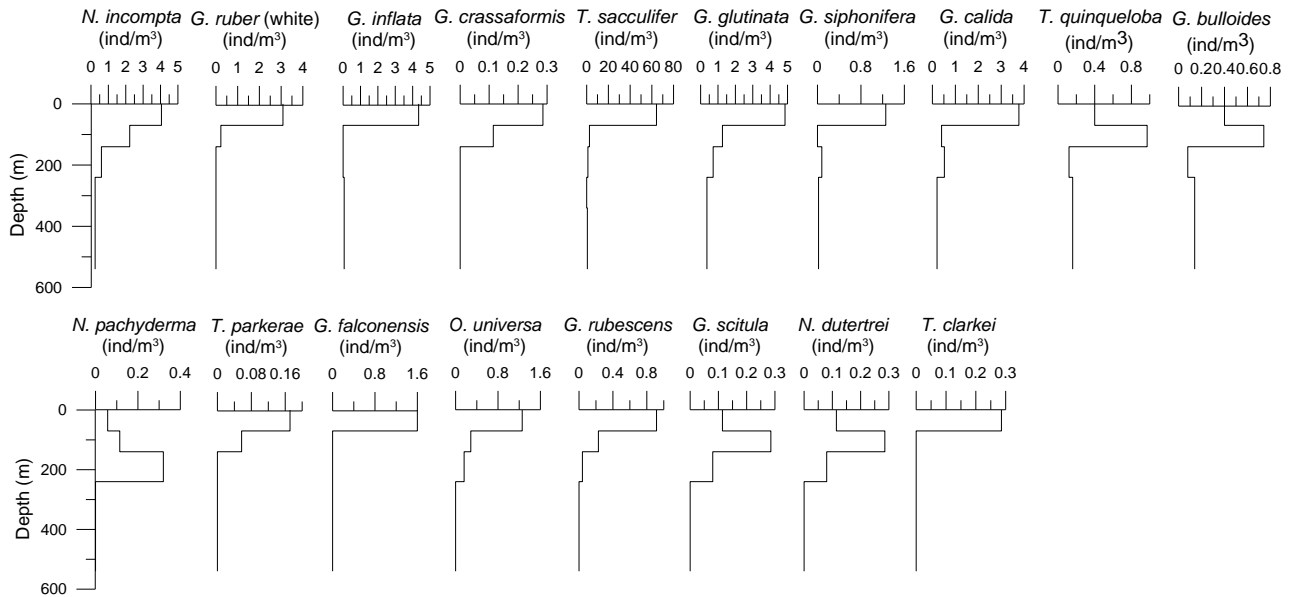 N. incompta G. ruber (white) G. inflata G. crassaformis T. sacculifer G. glutinata G. siphonifera G. calida T. quinqueloba G. bulloides
(ind/m³) (ind/m³) (ind/m³) (ind/m³) (ind/m³) (ind/m³) (ind/m³) (ind/m³) (ind/m3) (ind/m3)
0 1 2 3 4 5 0 1 2 3 4 0 1 2 3 4 5 0 0.1 0.2 0.3 0 20 40 60 80 0 1 2 3 4 5 0 0.8 1.6 0 1 2 3 4 0 0.4 0.8 0 0.20.40.60.8
0
200
400
600
Depth (m)
N. pachyderma T. parkerae G. falconensis O. universa G. rubescens G. scitula N. dutertrei T. clarkei
(ind/m³) (ind/m³) (ind/m³) (ind/m³) (ind/m³) (ind/m³) (ind/m³) (ind/m³)
0 0.2 0.4 0 0.08 0.16 0 0.8 1.6 0 0.8 1.6 0 0.4 0.8 0 0.1 0.2 0.3 0 0.1 0.2 0.3 0 0.1 0.2 0.3
0
200
400
600
Depth (m)